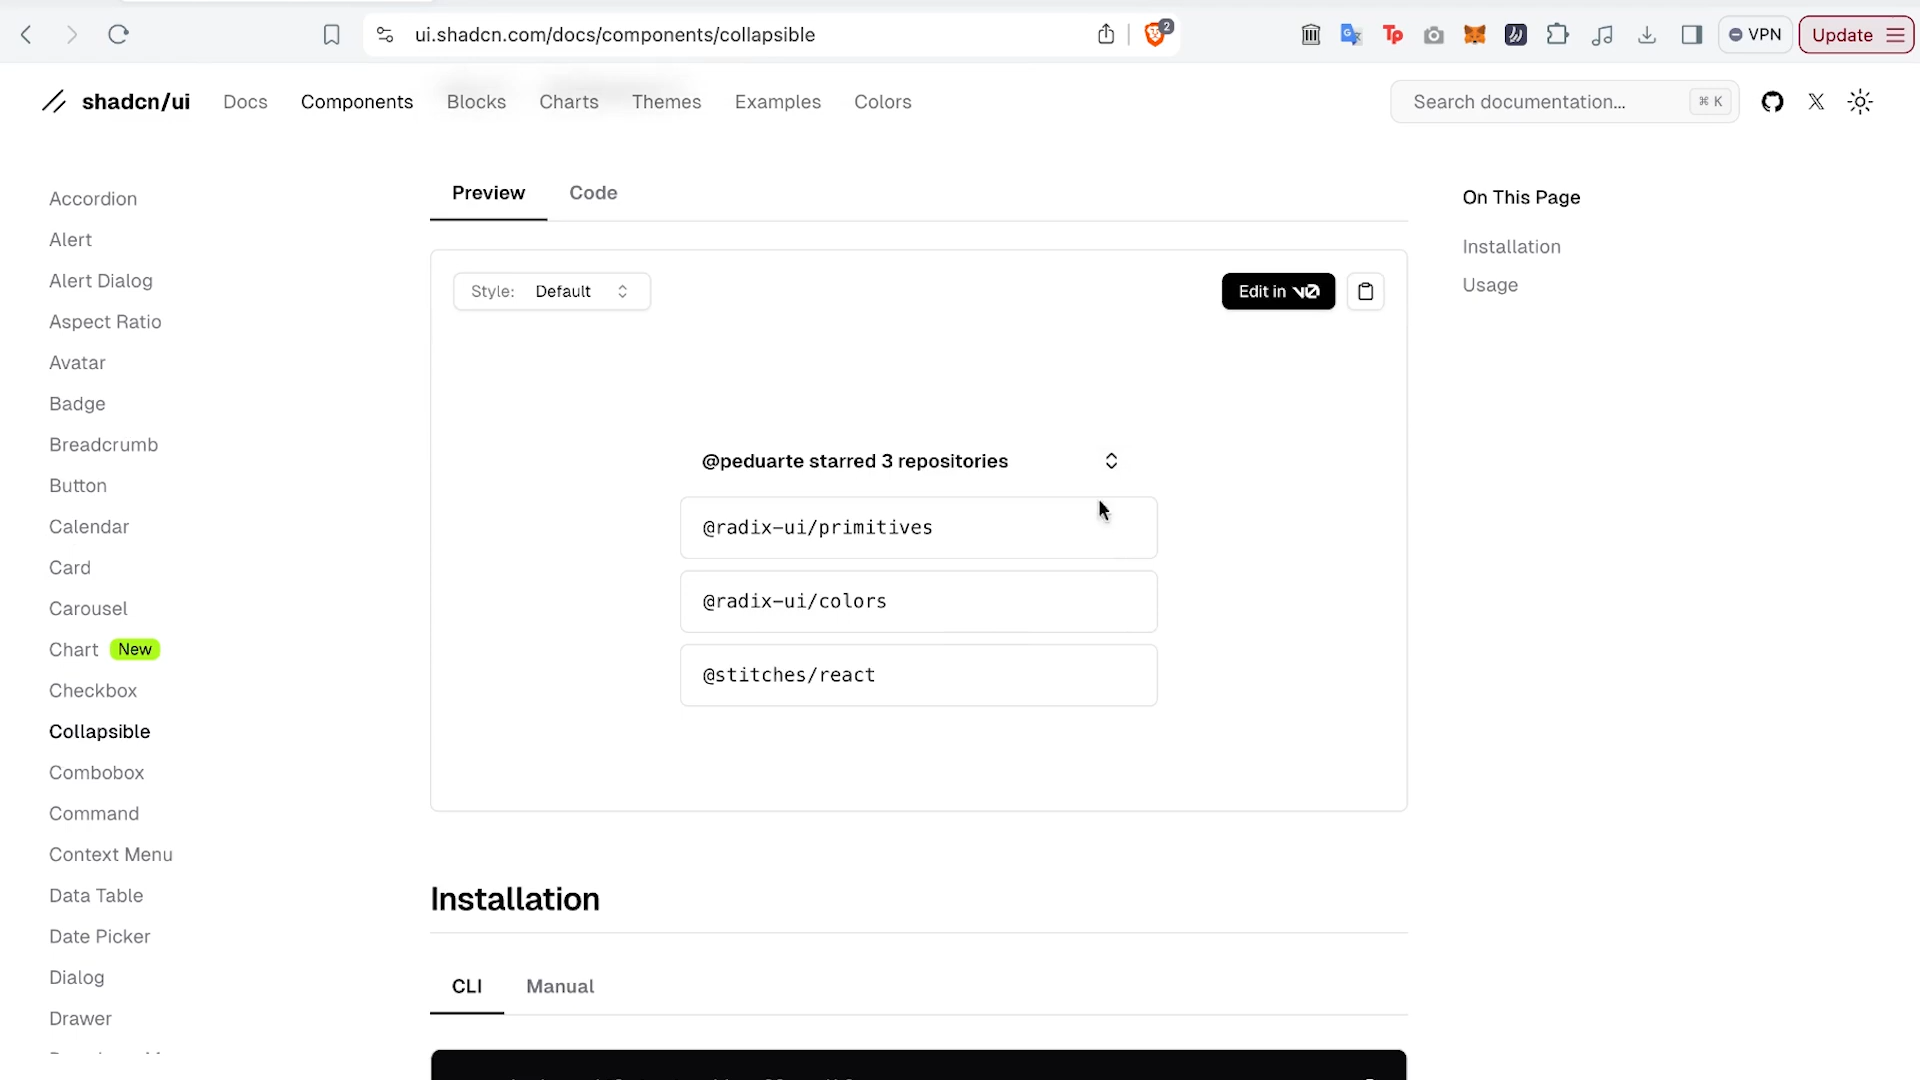 ui.shadcn.com/docs/components/collapsible
2
Tp
VPN
Update
shadcn/ui
Docs
Components
Blocks
Charts
Themes
Examples
Colors
Search documentation...
⌘ K
Accordion
Alert
Alert Dialog
Aspect Ratio
Avatar
Badge
Breadcrumb
Button
Calendar
Card
Carousel
Chart New
Checkbox
Collapsible
Combobox
Command
Context Menu
Data Table
Date Picker
Dialog
Drawer
Preview
Code
Style: Default
Edit in v0
@peduarte starred 3 repositories
@radix-ui/primitives
@radix-ui/colors
@stitches/react
Installation
CLI
Manual
On This Page
Installation
Usage